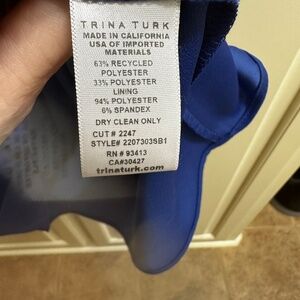 TRINA TURK
MADE IN CALIFORNIA
USA OF IMPORTED
MATERIALS
63% RECYCLED
POLYESTER
33% POLYESTER
LINING
94% POLYESTER
6% SPANDEX
DRY CLEAN ONLY
CUT # 2247
STYLE# 2207303SB1
RN # 93413
CA#30427
trinaturk.com